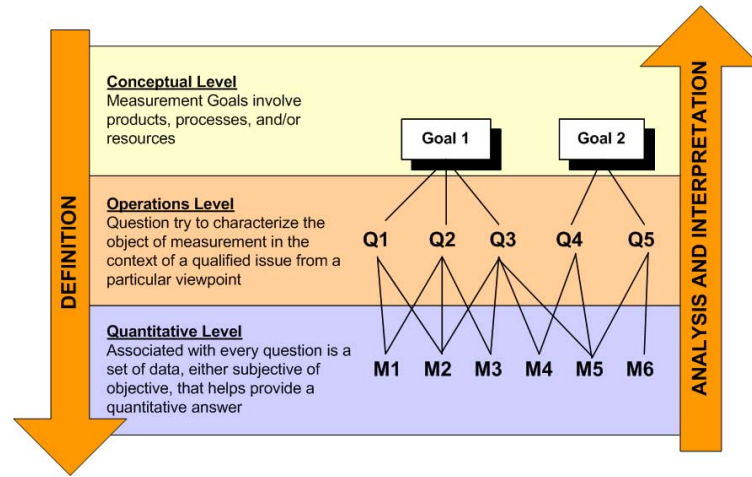 Conceptual Level
Measurement Goals involve
products, processes, and/or
resources
Goal 1
Goal 2
Operations Level
Question try to characterize the
object of measurement in the
context of a qualified issue from a
particular viewpoint
Q1 Q2 Q3 Q4 Q5
Quantitative Level
Associated with every question is a
set of data, either subjective of
objective, that helps provide a
quantitative answer
M1 M2 M3 M4 M5 M6
DEFINITION
ANALYSIS AND INTERPRETATION